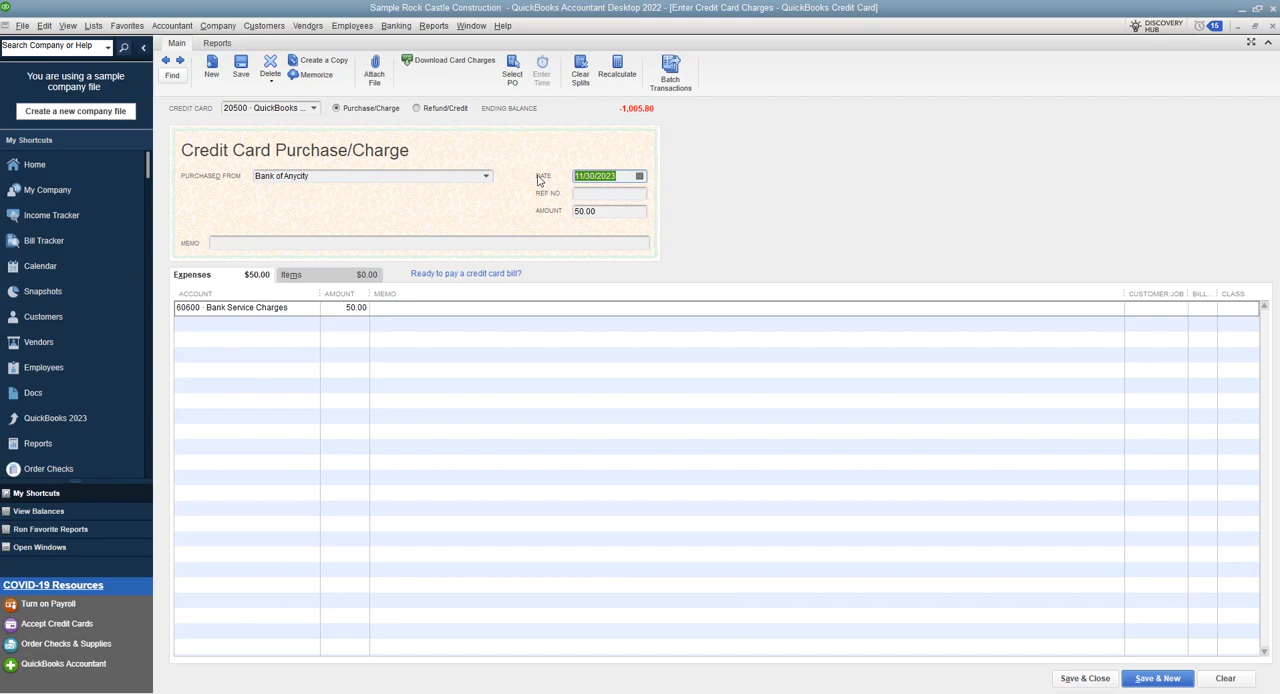 Sample Rock Castle Construction - QuickBooks Accountant Desktop 2022 - [Enter Credit Card Charges - QuickBooks Credit Card]
File Edit View Lists Favorites Accountant Company Customers Vendors Employees Banking Reports Window Help
DISCOVERY HUB 15
Search Company or Help
Main Reports
You are using a sample company file
Create a new company file
Find New Save Delete Create a Copy Memorize Attach File Download Card Charges Select PO Enter Time Clear Splits Recalculate Batch Transactions
CREDIT CARD 20500 · QuickBooks ... Purchase/Charge Refund/Credit ENDING BALANCE -1,005.80
Credit Card Purchase/Charge
PURCHASED FROM Bank of Anycity DATE 11/30/2023
REF NO.
AMOUNT 50.00
MEMO
Expenses $50.00 Items $0.00 Ready to pay a credit card bill?
ACCOUNT AMOUNT MEMO CUSTOMER:JOB BILL... CLASS
60600 · Bank Service Charges 50.00
My Shortcuts
Home
My Company
Income Tracker
Bill Tracker
Calendar
Snapshots
Customers
Vendors
Employees
Docs
QuickBooks 2023
Reports
Order Checks
My Shortcuts
View Balances
Run Favorite Reports
Open Windows
COVID-19 Resources
Turn on Payroll
Accept Credit Cards
Order Checks & Supplies
QuickBooks Accountant
Save & Close Save & New Clear